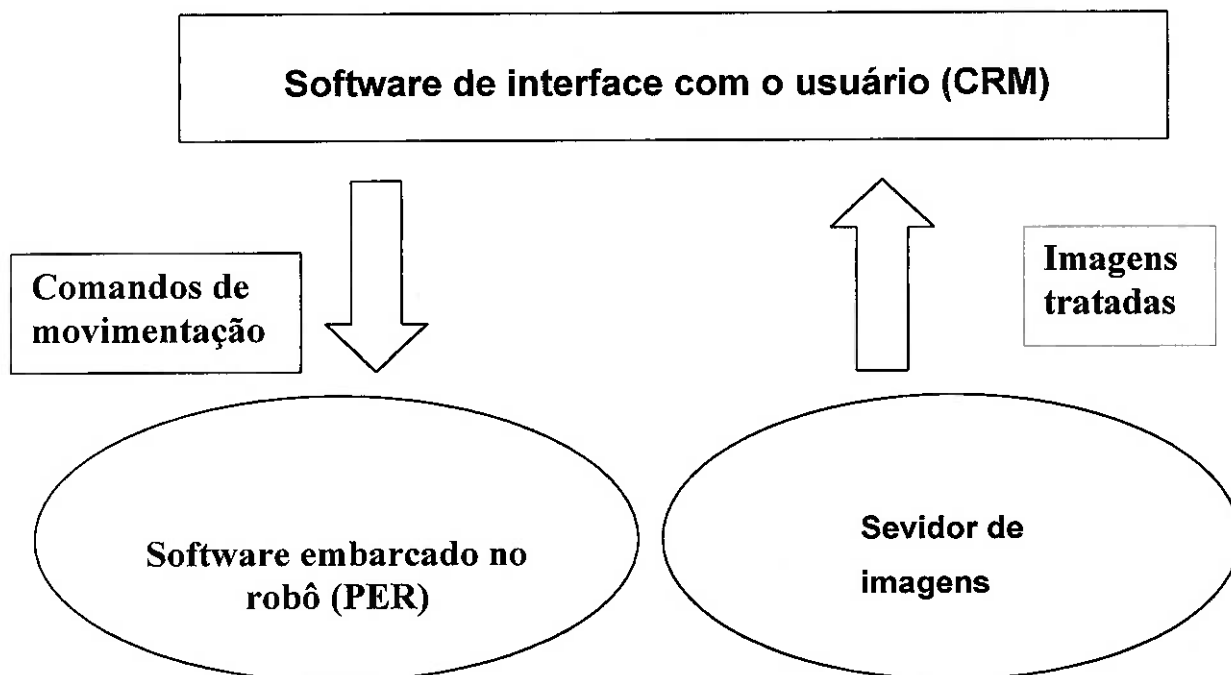 Software de interface com o usuário (CRM)
Comandos de
movimentação
Imagens
tratadas
Software embarcado no
robô (PER)
Sevidor de
imagens